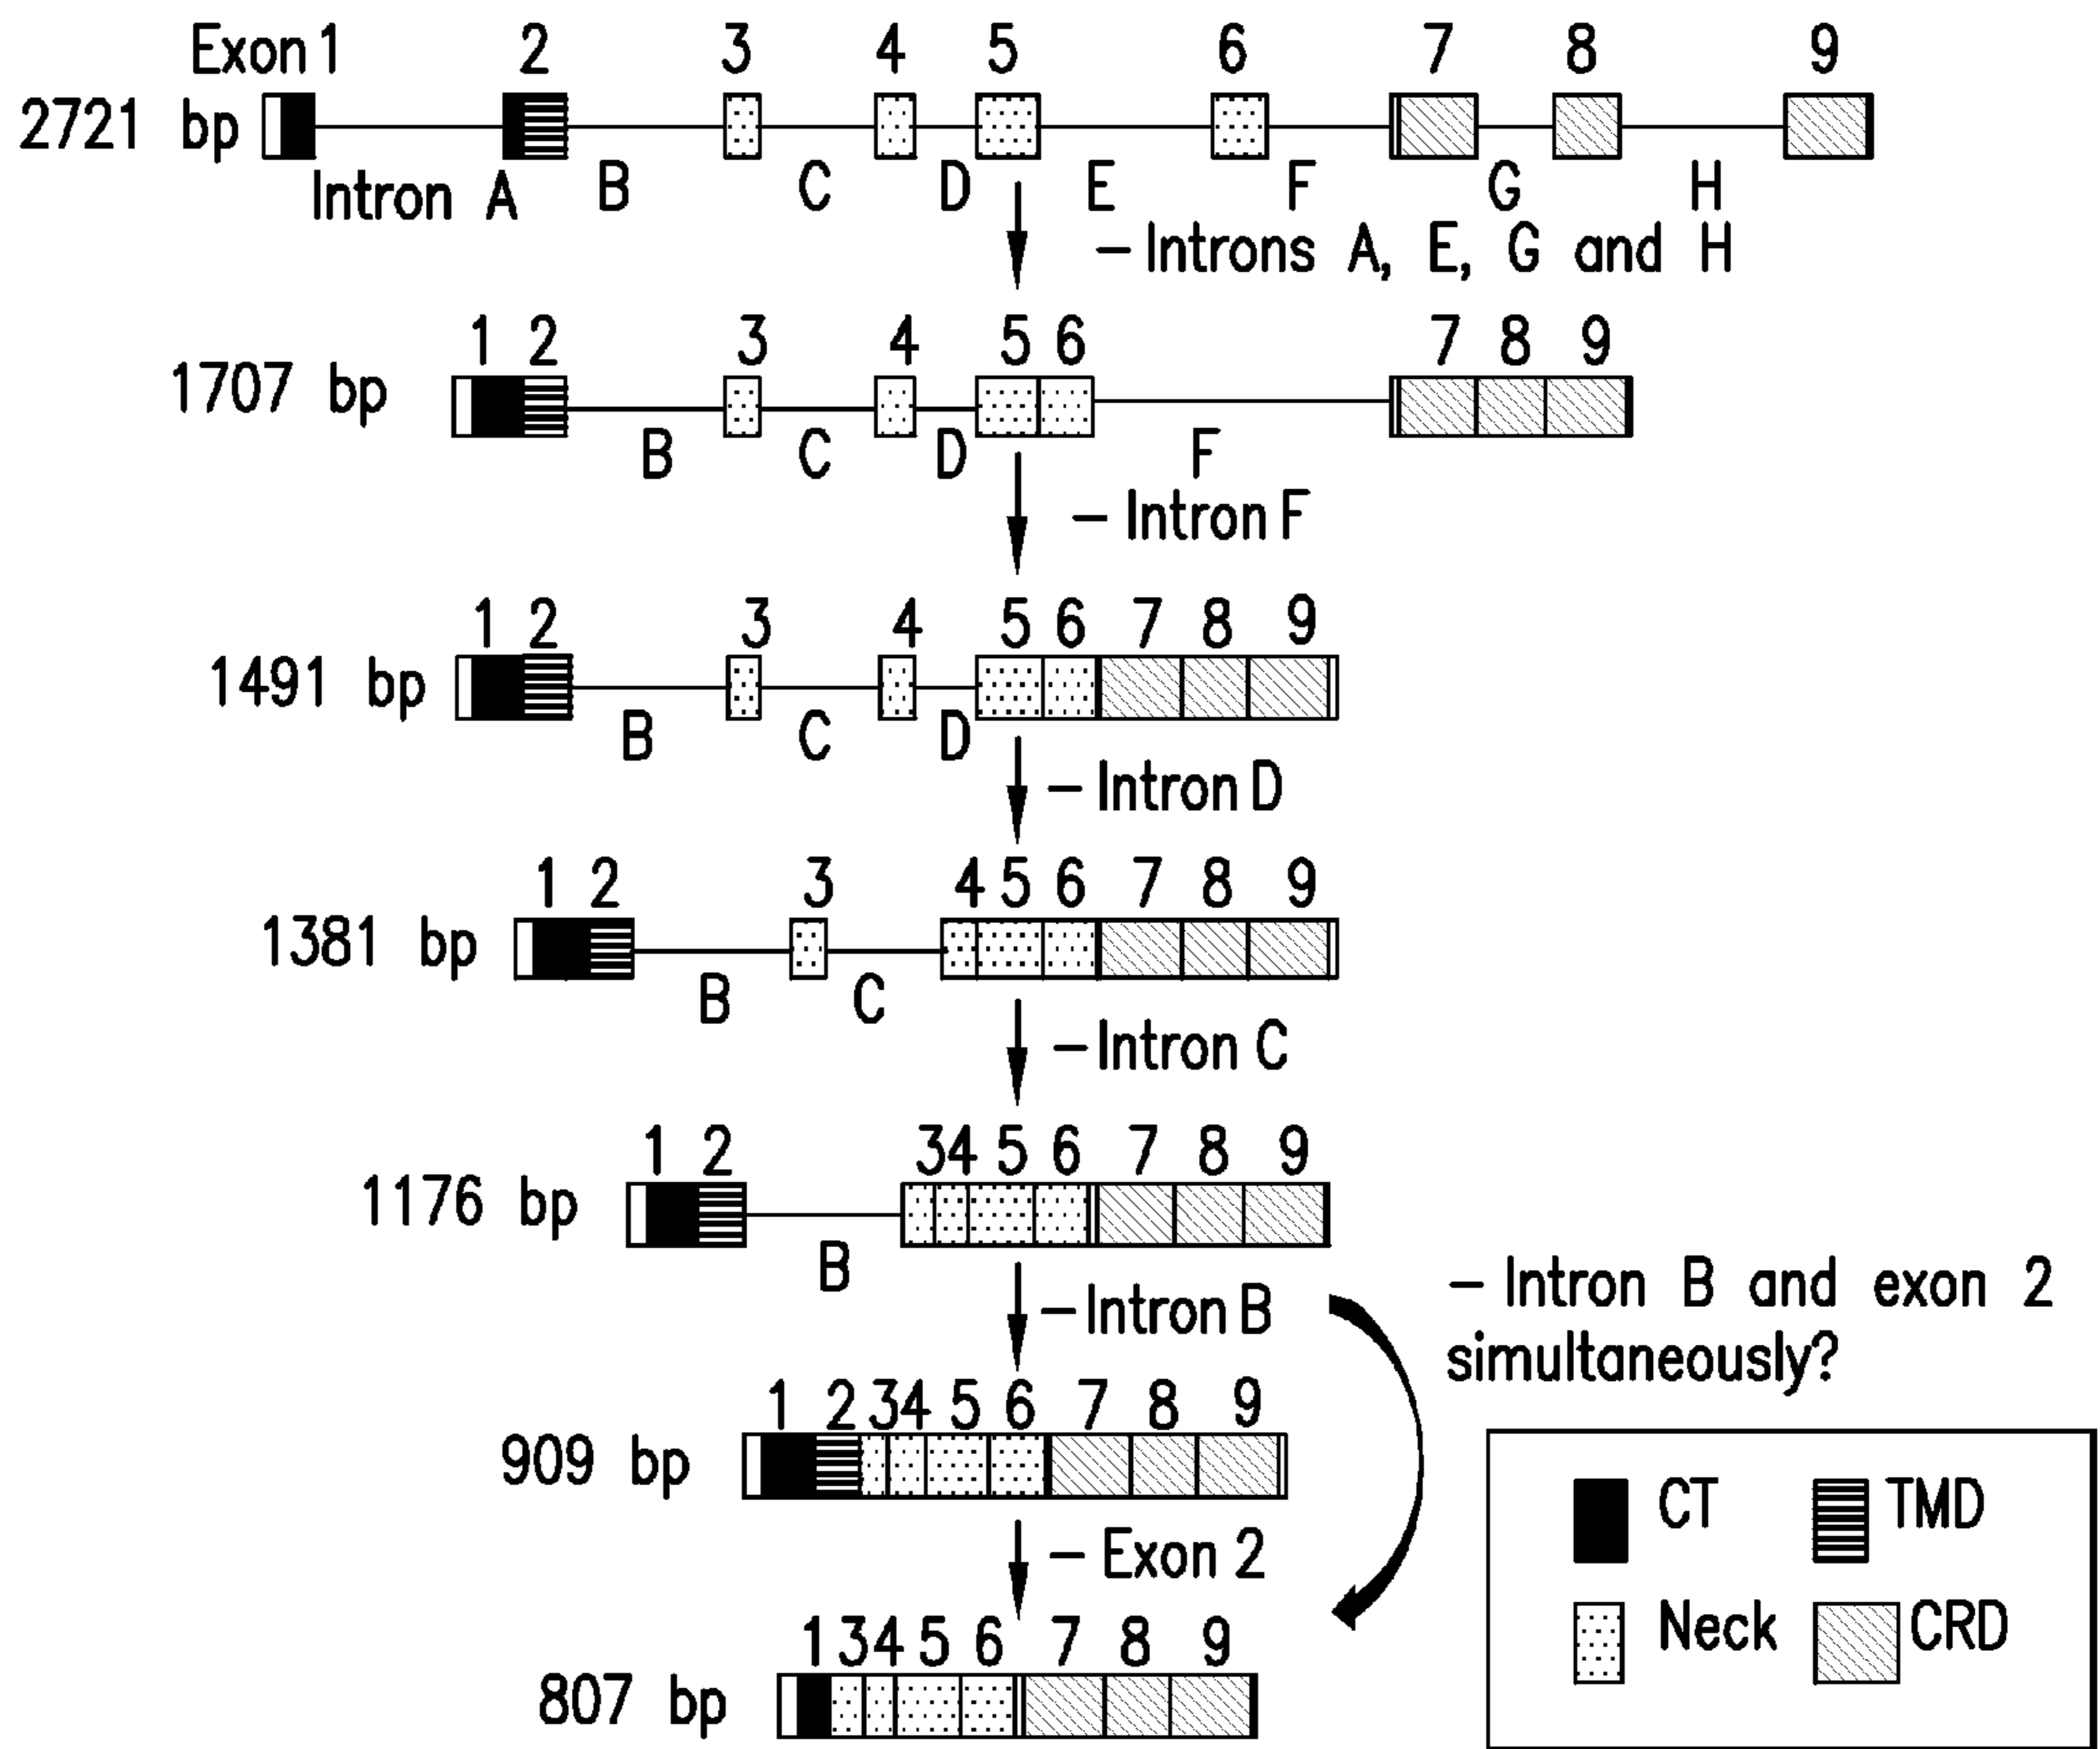 Exon 1 2 3 4 5 6 7 8 9
2721 bp
Intron A B C D E F G H
– Introns A, E, G and H
1 2 3 4 5 6 7 8 9
1707 bp
B C D F
– Intron F
1 2 3 4 5 6 7 8 9
1491 bp
B C D
– Intron D
1 2 3 4 5 6 7 8 9
1381 bp
B C
– Intron C
1 2 34 5 6 7 8 9
1176 bp
B
– Intron B
– Intron B and exon 2
simultaneously?
1 2 34 5 6 7 8 9
909 bp
– Exon 2
1 34 5 6 7 8 9
807 bp
CT TMD
Neck CRD